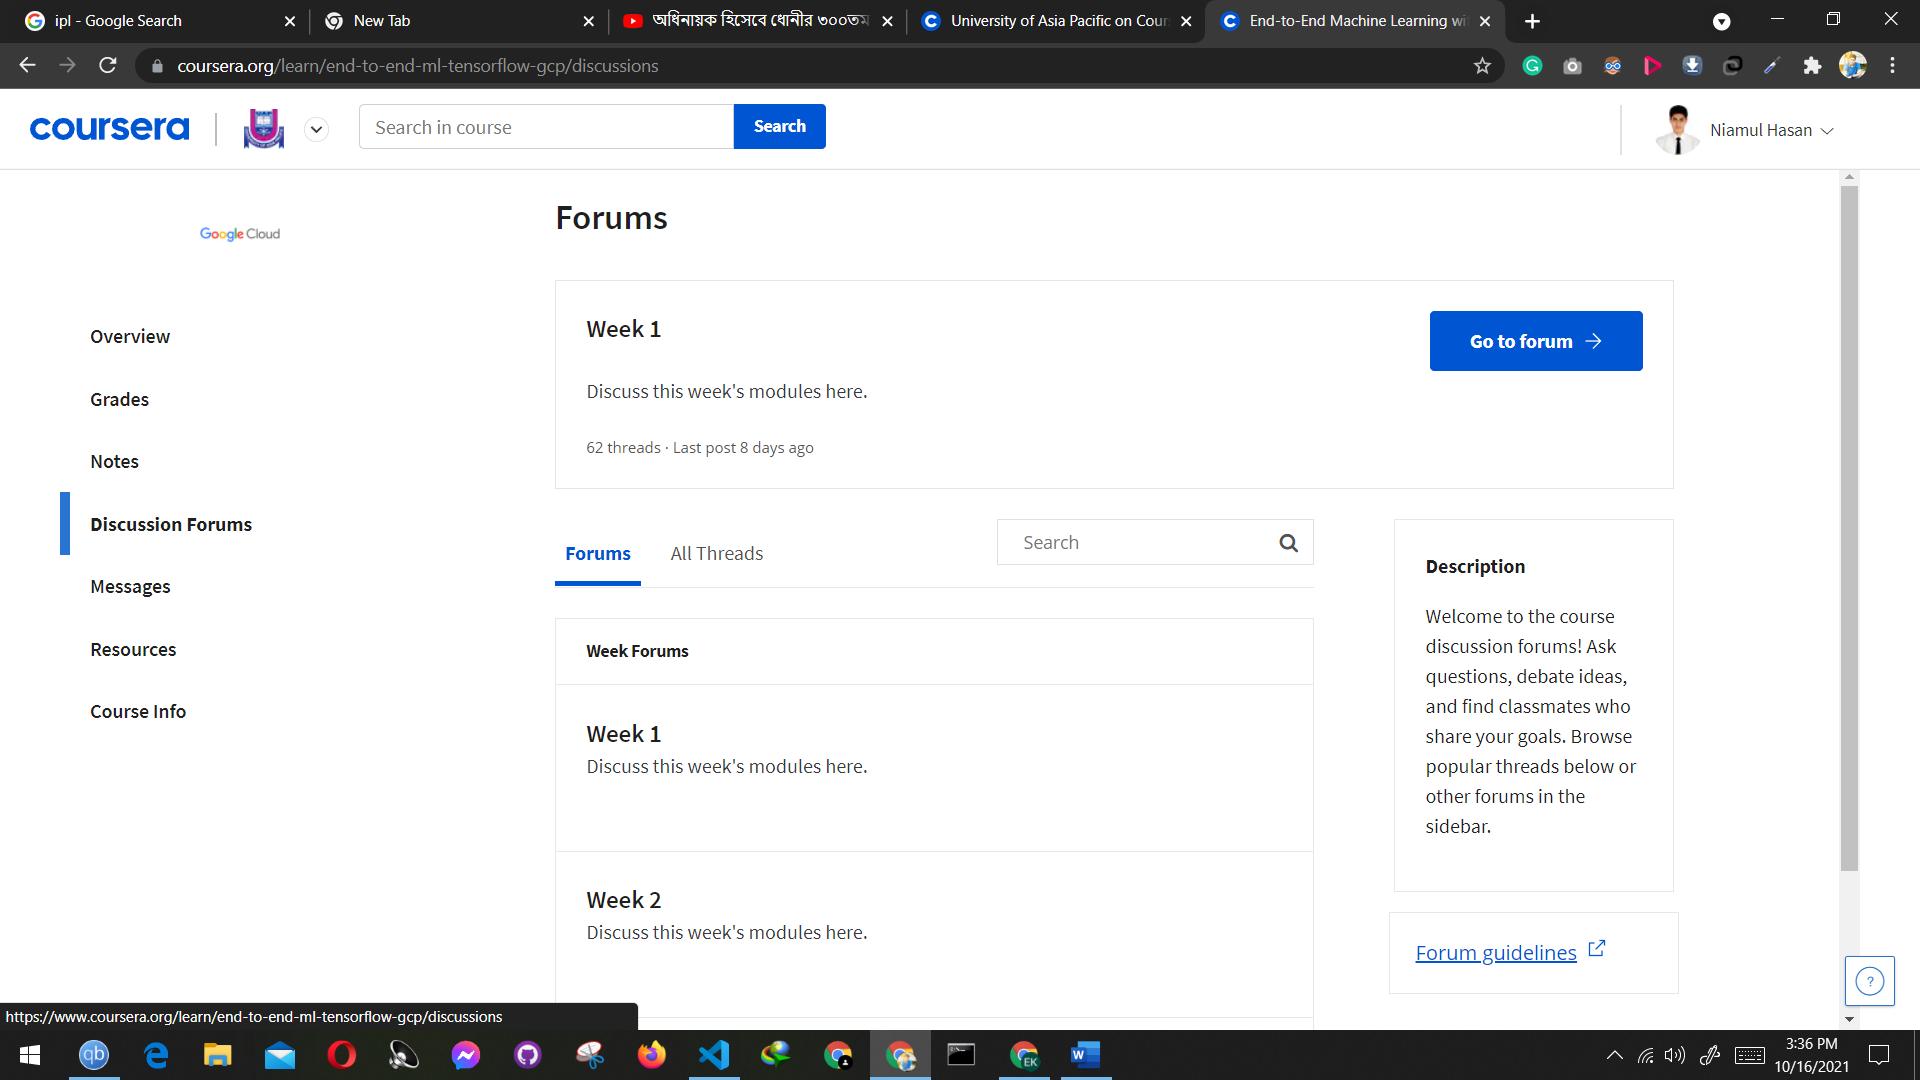 ipl - Google Search
New Tab
অধিনায়ক হিসেবে ধোনীর ৩০০তম
University of Asia Pacific on Cour
End-to-End Machine Learning wi
coursera.org/learn/end-to-end-ml-tensorflow-gcp/discussions
coursera
Search in course
Search
Niamul Hasan
Google Cloud
Overview
Grades
Notes
Discussion Forums
Messages
Resources
Course Info
Forums
Week 1
Go to forum
Discuss this week's modules here.
62 threads · Last post 8 days ago
Forums
All Threads
Search
Week Forums
Week 1
Discuss this week's modules here.
Week 2
Discuss this week's modules here.
Description
Welcome to the course
discussion forums! Ask
questions, debate ideas,
and find classmates who
share your goals. Browse
popular threads below or
other forums in the
sidebar.
Forum guidelines
?
https://www.coursera.org/learn/end-to-end-ml-tensorflow-gcp/discussions
qb
EK
W
3:36 PM
10/16/2021